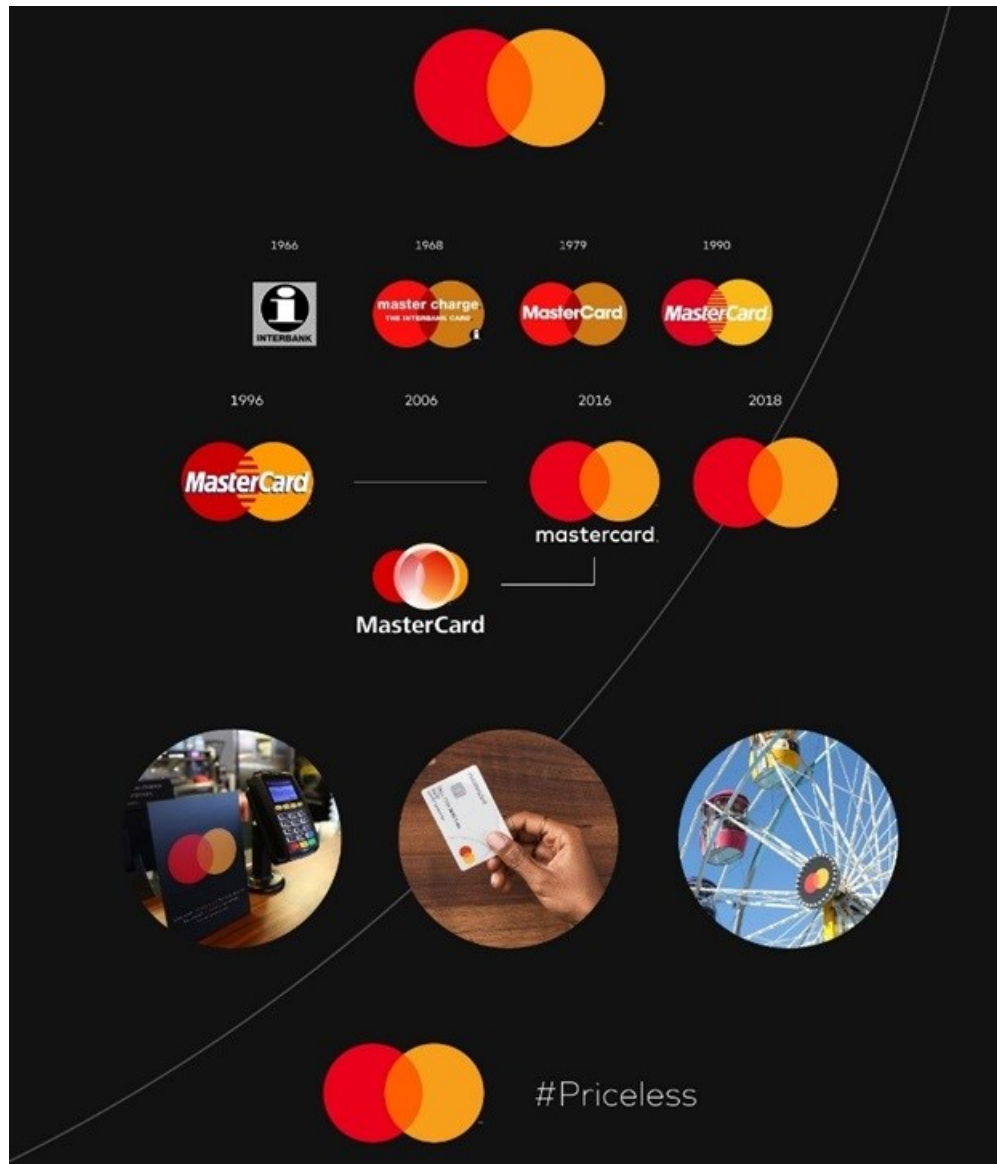 1966
1968
1979
1990
INTERBANK
master charge
THE INTERBANK CARD
i
MasterCard
MasterCard
1996
2006
2016
2018
MasterCard
mastercard.
MasterCard
#Priceless